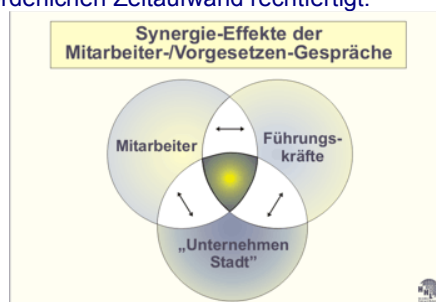 rderlichen Zeitaufwand rechtfertigt.
Synergie-Effekte der
Mitarbeiter-/Vorgesetzen-Gespräche
Mitarbeiter
Führungs-
kräfte
„Unternehmen
Stadt”